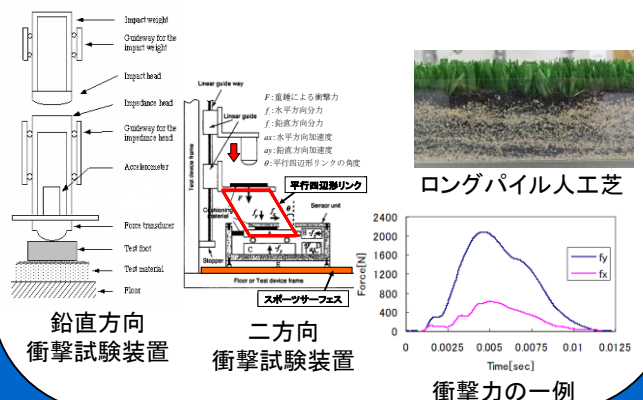 Impact weight
Guideway for the
impact weight
Impact head
Impedance head
Guideway for the
impedance head
Accelerometer
Force transducer
Test foot
Test material
Floor
鉛直方向
衝撃試験装置
Linear guide way
Linear guide
Test device frame
F:重錘による衝撃力
f:水平方向分力
f:鉛直方向分力
ax:水平方向加速度
ay:鉛直方向加速度
θ:平行四辺形リンクの角度
平行四辺形リンク
Cushioning
material
F
θ
Sensor unit
A
B
C
E
Stopper
Floor or Test device frame
スポーツサーフェス
二方向
衝撃試験装置
ロングパイル人工芝
Force[N]
2400
2000
1600
1200
800
400
0
fy
fx
0
0.0025
0.005
0.0075
0.01
0.0125
Time[sec]
衝撃力の一例